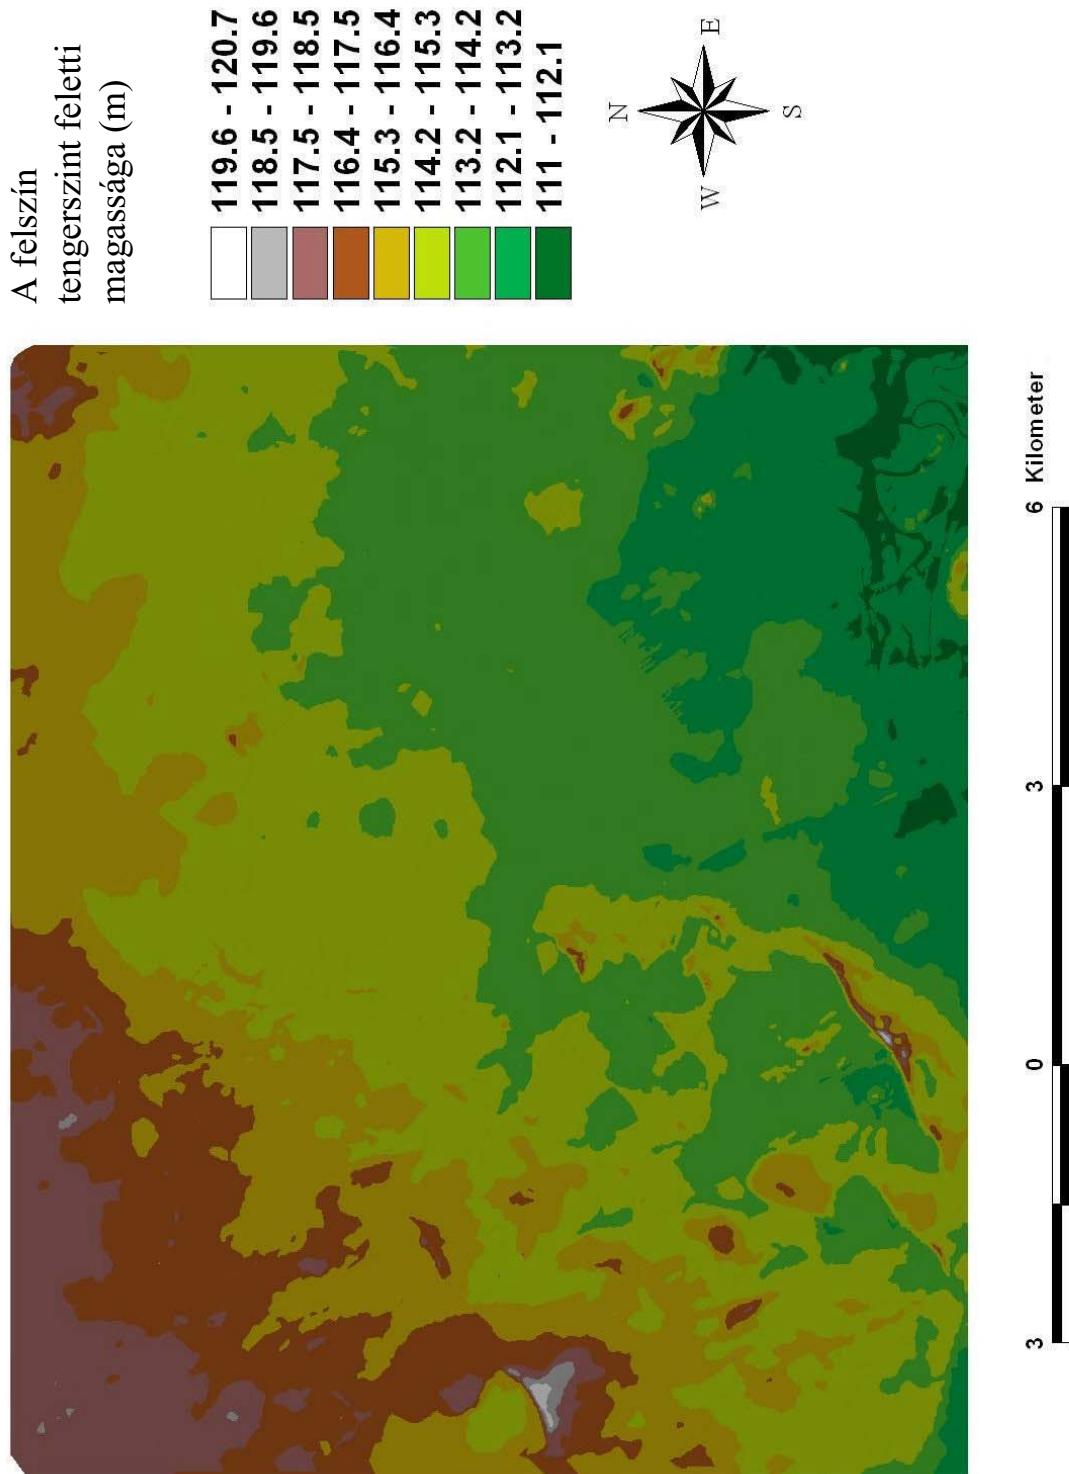 A felszín
tengerszint feletti
magassága (m)
119.6 - 120.7
118.5 - 119.6
117.5 - 118.5
116.4 - 117.5
115.3 - 116.4
114.2 - 115.3
113.2 - 114.2
112.1 - 113.2
111 - 112.1
N
W
E
S
3
0
3
6 Kilometer